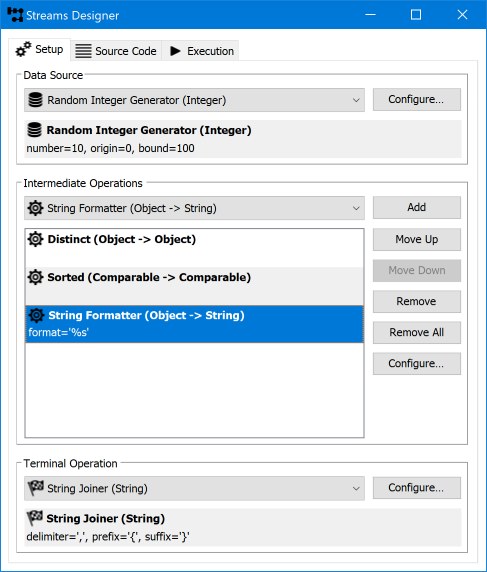 Streams Designer
Setup
Source Code
Execution
Data Source
Random Integer Generator (Integer)
Configure...
Random Integer Generator (Integer)
number=10, origin=0, bound=100
Intermediate Operations
String Formatter (Object -> String)
Add
Distinct (Object -> Object)
Move Up
Sorted (Comparable -> Comparable)
Move Down
String Formatter (Object -> String)
format='%s'
Remove
Remove All
Configure...
Terminal Operation
String Joiner (String)
Configure...
String Joiner (String)
delimiter=',', prefix='{', suffix='}'